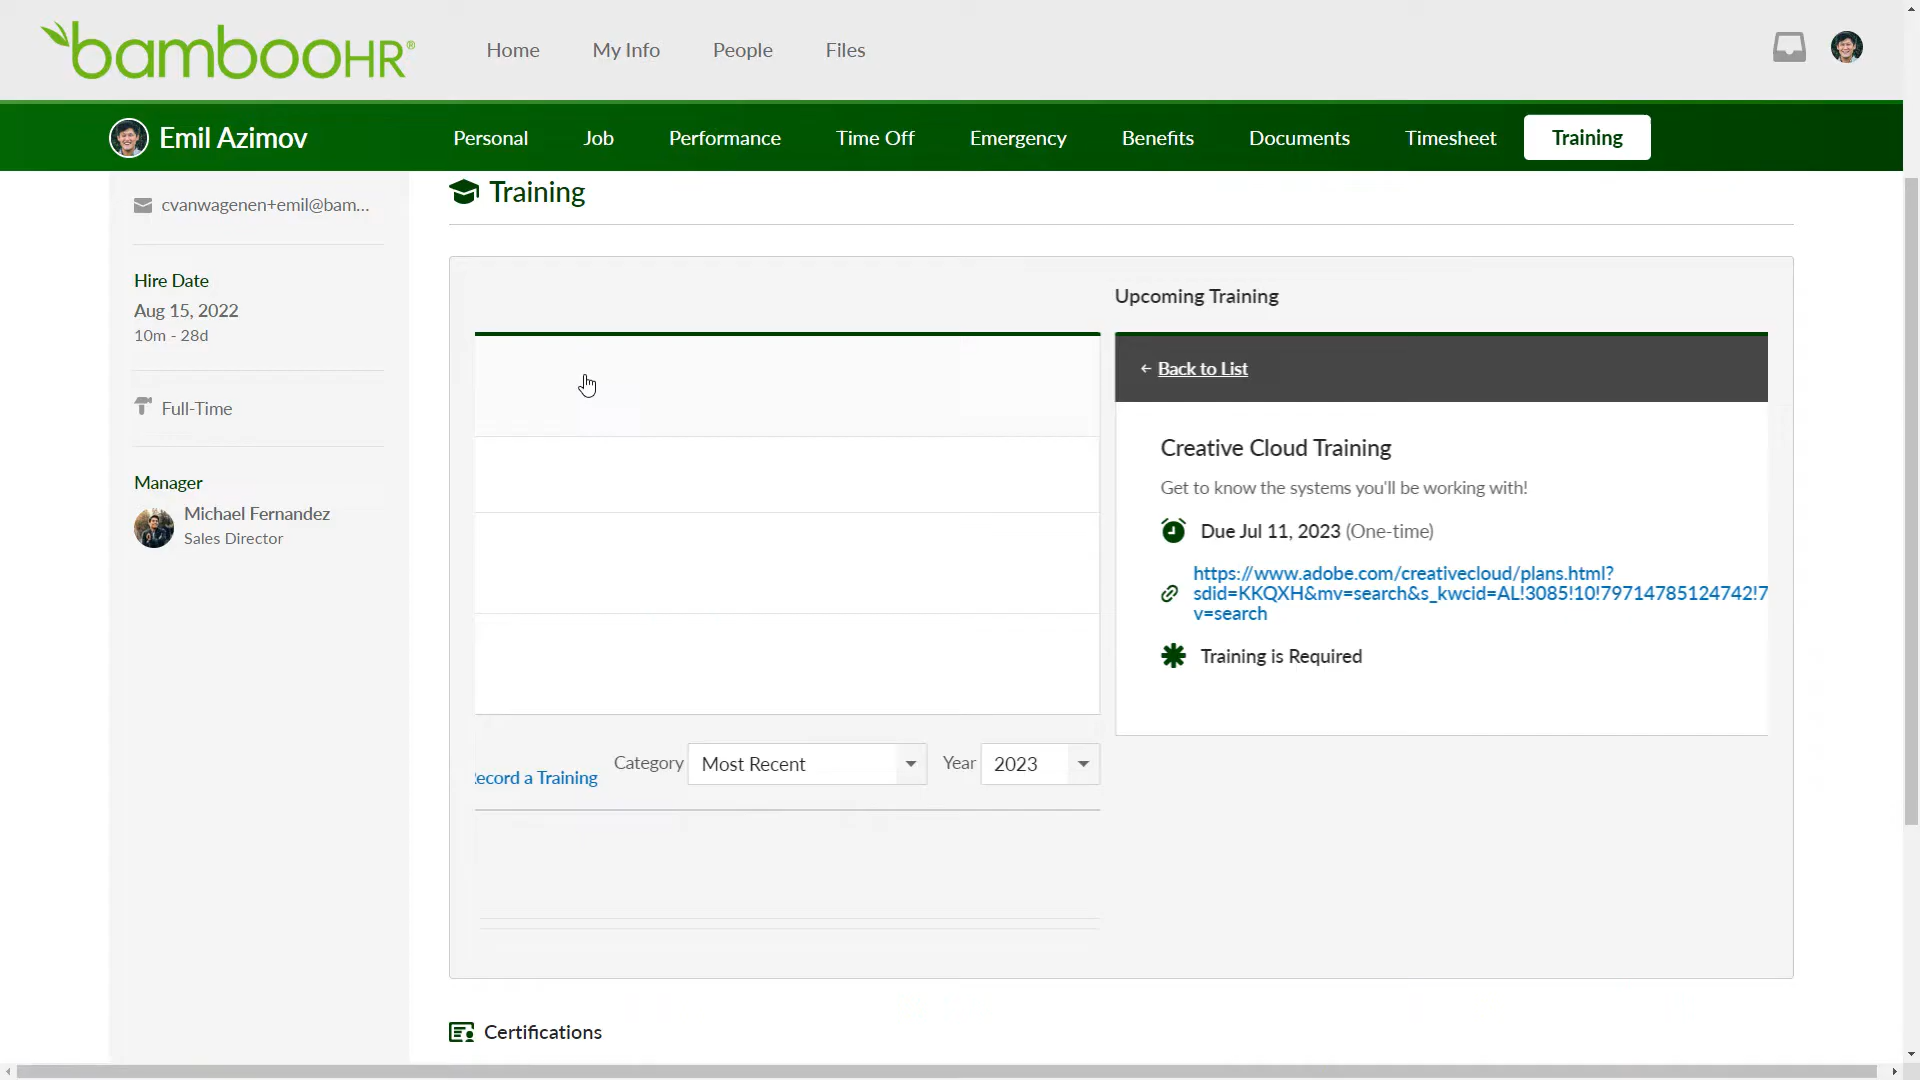 bambooHR®
Home My Info People Files
Emil Azimov
Personal Job Performance Time Off Emergency Benefits Documents Timesheet Training
cvanwagenen+emil@bam...
Hire Date
Aug 15, 2022
10m - 28d
Full-Time
Manager
Michael Fernandez
Sales Director
Training
Upcoming Training
Back to List
Creative Cloud Training
Get to know the systems you'll be working with!
Due Jul 11, 2023 (One-time)
https://www.adobe.com/creativecloud/plans.html?
sdid=KKQXH&mv=search&s_kwcid=AL!3085!10!79714785124742!7
v=search
Training is Required
ecord a Training
Category Most Recent Year 2023
Certifications